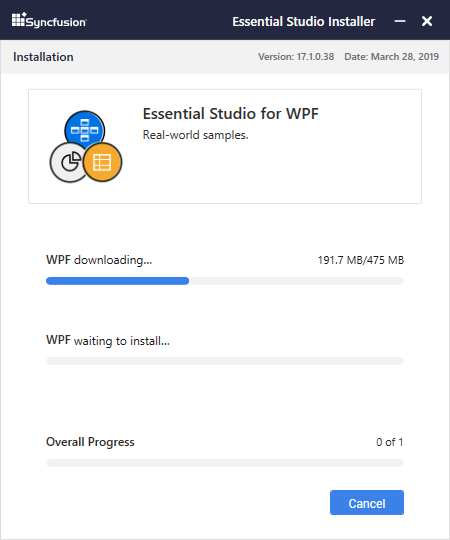 Syncfusion Essential Studio Installer
Installation Version: 17.1.0.38 Date: March 28, 2019
Essential Studio for WPF
Real-world samples.
WPF downloading... 191.7 MB/475 MB
WPF waiting to install...
Overall Progress 0 of 1
Cancel